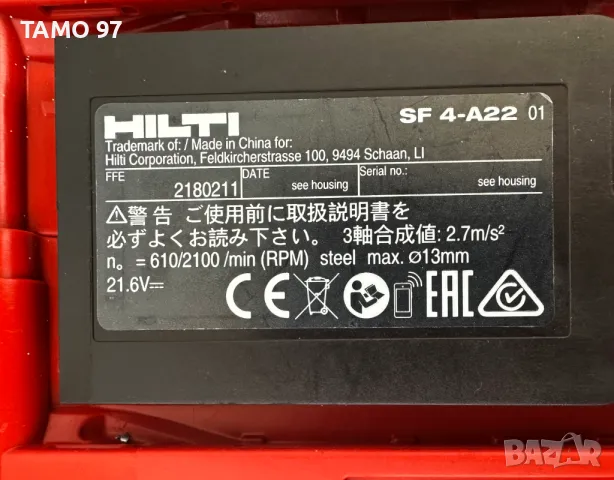 TAMO 97
HILTI
SF 4-A22 01
Trademark of: / Made in China for:
Hilti Corporation, Feldkircherstrasse 100, 9494 Schaan, LI
FFE
2180211
DATE
see housing
Serial no.:
see housing
⚠警告 ご使用前に取扱説明書を
必ずよくお読み下さい。 3軸合成値: 2.7m/s²
n₀ = 610/2100 /min (RPM) steel max. ⌀13mm
21.6V⎓
CE EAC
BAZAR